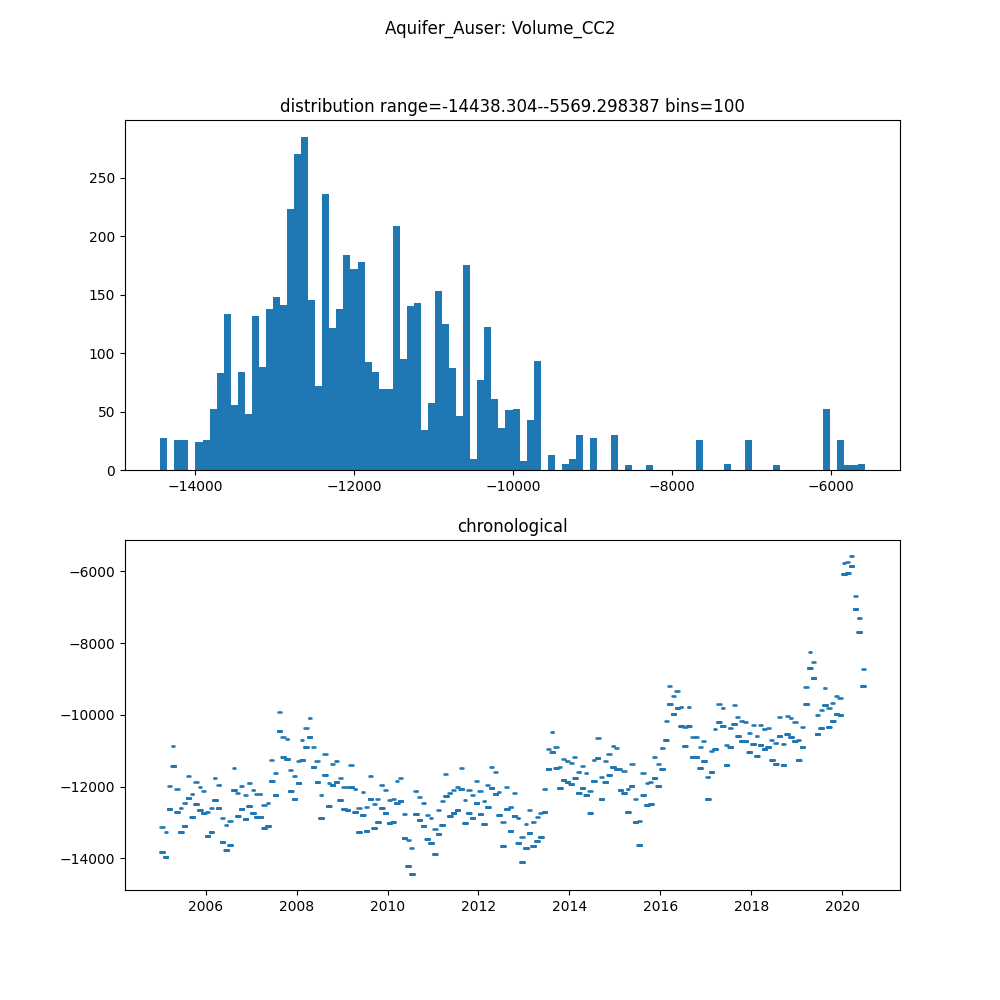 Aquifer_Auser: Volume_CC2
distribution range=-14438.304--5569.298387 bins=100
250
200
150
100
50
0
−14000 −12000 −10000 −8000 −6000
chronological
−6000
−8000
−10000
−12000
−14000
2006 2008 2010 2012 2014 2016 2018 2020